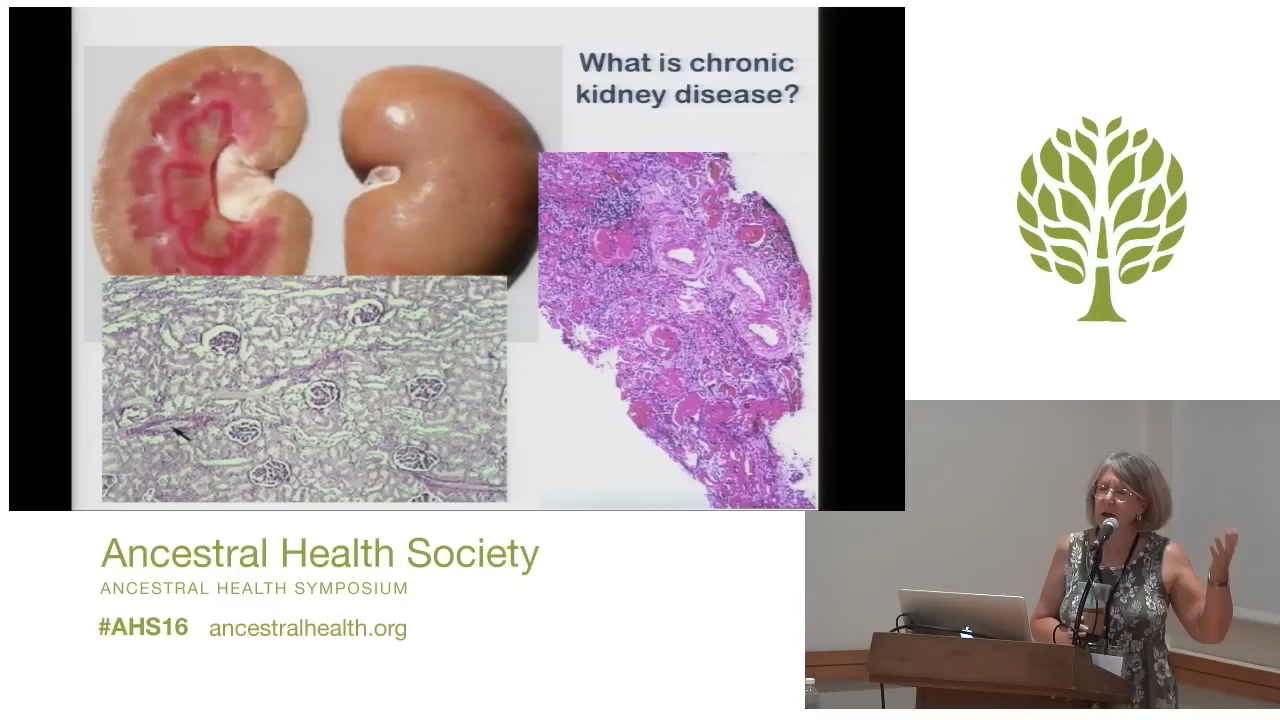 What is chronic
kidney disease?
Ancestral Health Society
ANCESTRAL HEALTH SYMPOSIUM
#AHS16 ancestralhealth.org